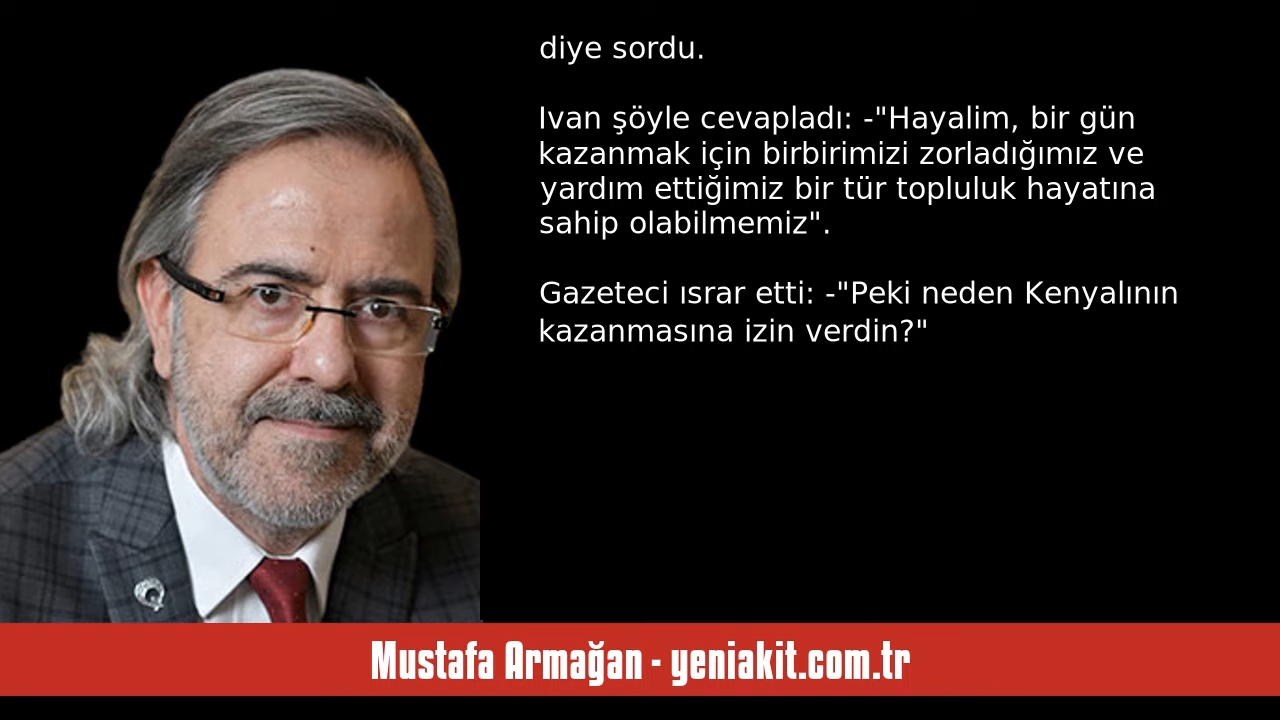 diye sordu.
Ivan şöyle cevapladı: -"Hayalim, bir gün
kazanmak için birbirimizi zorladığımız ve
yardım ettiğimiz bir tür topluluk hayatına
sahip olabilmemiz".
Gazeteci ısrar etti: -"Peki neden Kenyalının
kazanmasına izin verdin?"
Mustafa Armağan - yeniakit.com.tr